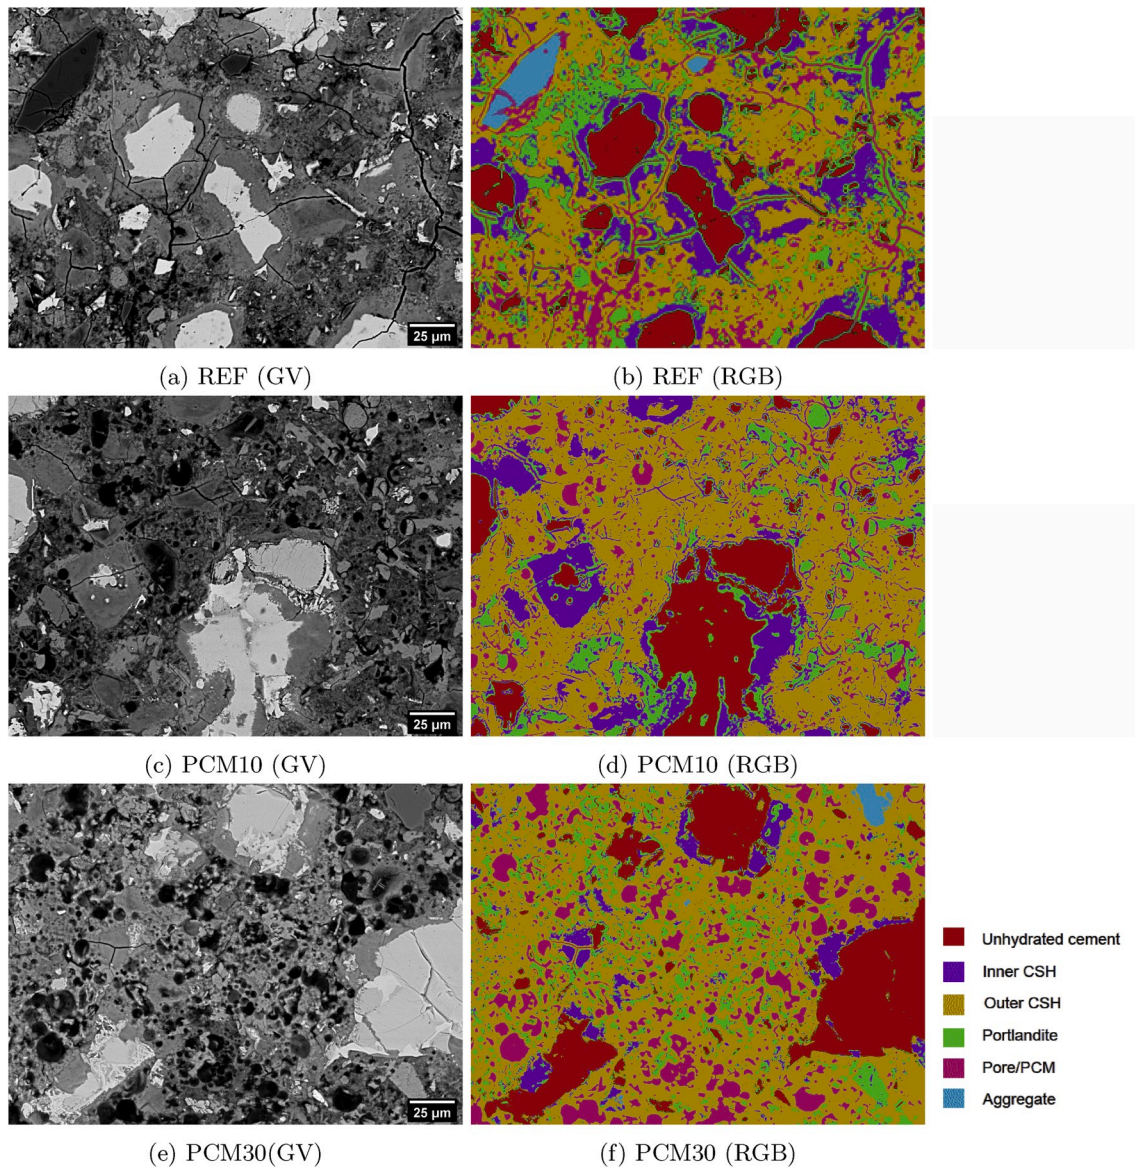 25 µm
(a) REF (GV)
(b) REF (RGB)
25 µm
(c) PCM10 (GV)
(d) PCM10 (RGB)
25 µm
(e) PCM30(GV)
(f) PCM30 (RGB)
Unhydrated cement
Inner CSH
Outer CSH
Portlandite
Pore/PCM
Aggregate